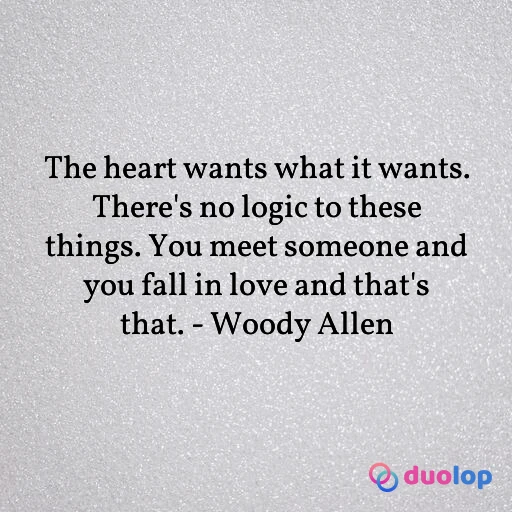 The heart wants what it wants.
There's no logic to these
things. You meet someone and
you fall in love and that's
that. - Woody Allen
duolop